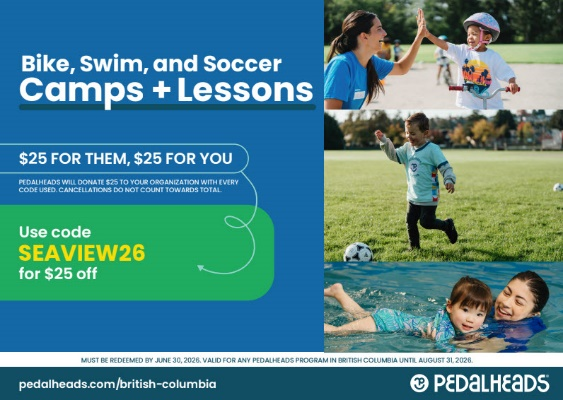 Bike, Swim, and Soccer
Camps + Lessons
$25 FOR THEM, $25 FOR YOU
PEDALHEADS WILL DONATE $25 TO YOUR ORGANIZATION WITH EVERY
CODE USED. CANCELLATIONS DO NOT COUNT TOWARDS TOTAL.
Use code
SEAVIEW26
for $25 off
MUST BE REDEEMED BY JUNE 30, 2026. VALID FOR ANY PEDALHEADS PROGRAM IN BRITISH COLUMBIA UNTIL AUGUST 31, 2026.
pedalheads.com/british-columbia
PEDALHEADS